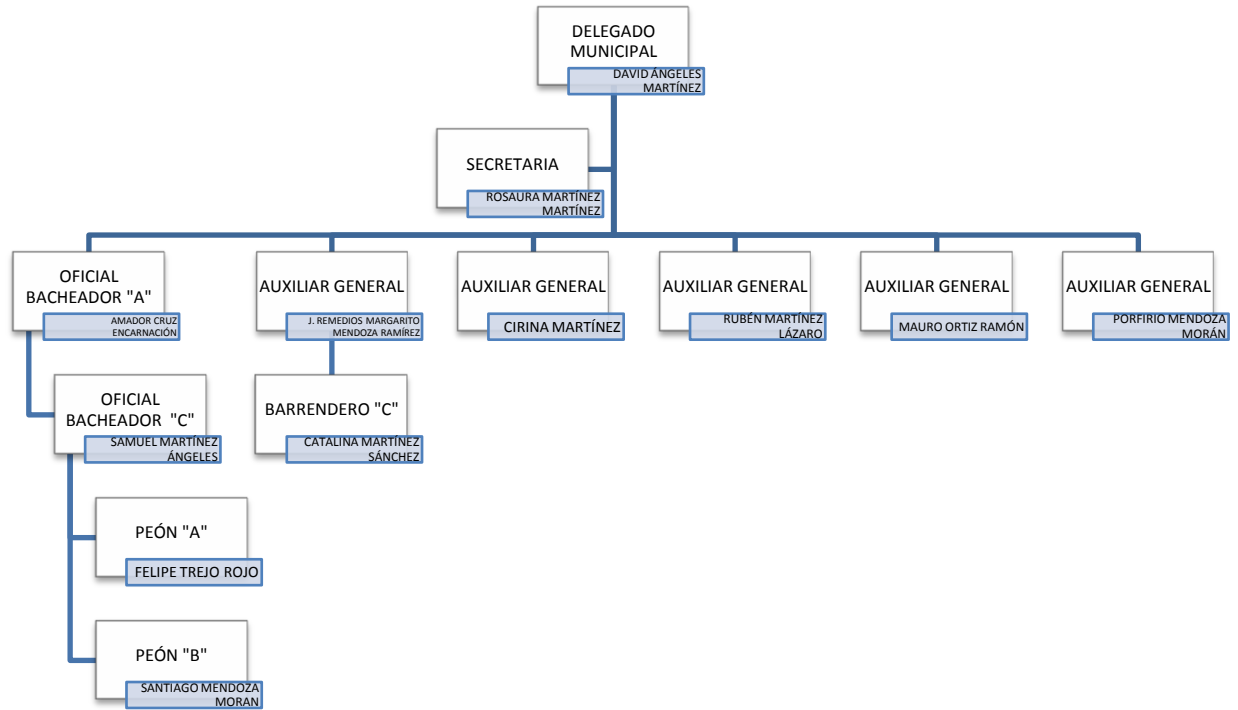 DELEGADO
MUNICIPAL
DAVID ÁNGELES
MARTÍNEZ
SECRETARIA
ROSAURA MARTÍNEZ
MARTÍNEZ
OFICIAL
BACHEADOR "A"
AMADOR CRUZ
ENCARNACIÓN
AUXILIAR GENERAL
J. REMEDIOS MARGARITO
MENDOZA RAMÍREZ
AUXILIAR GENERAL
CIRINA MARTÍNEZ
AUXILIAR GENERAL
RUBÉN MARTÍNEZ
LÁZARO
AUXILIAR GENERAL
MAURO ORTIZ RAMÓN
AUXILIAR GENERAL
PORFIRIO MENDOZA
MORÁN
OFICIAL
BACHEADOR "C"
SAMUEL MARTÍNEZ
ÁNGELES
BARRENDERO "C"
CATALINA MARTÍNEZ
SÁNCHEZ
PEÓN "A"
FELIPE TREJO ROJO
PEÓN "B"
SANTIAGO MENDOZA
MORAN